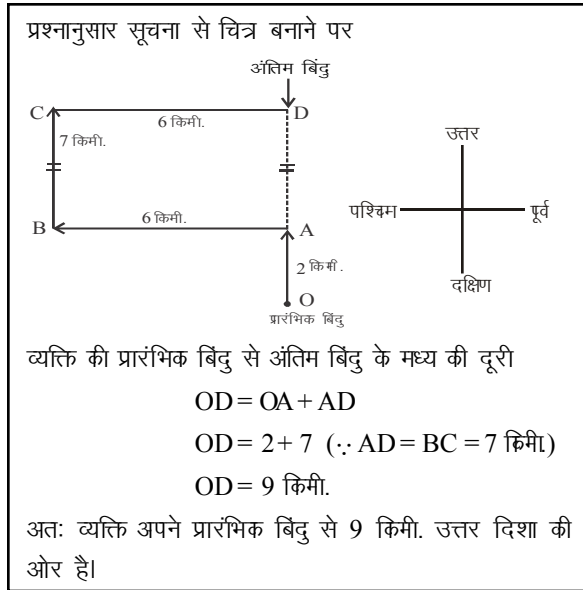 प्रश्नानुसार सूचना से चित्र बनाने पर
अंतिम बिंदु
C
6 किमी.
D
7 किमी.
उत्तर
पश्चिम
पूर्व
B
6 किमी.
A
2 किमी.
दक्षिण
O
प्रारंभिक बिंदु
व्यक्ति की प्रारंभिक बिंदु से अंतिम बिंदु के मध्य की दूरी
OD = OA + AD
OD = 2 + 7 (∵ AD = BC = 7 किमी.)
OD = 9 किमी.
अतः व्यक्ति अपने प्रारंभिक बिंदु से 9 किमी. उत्तर दिशा की
ओर है।